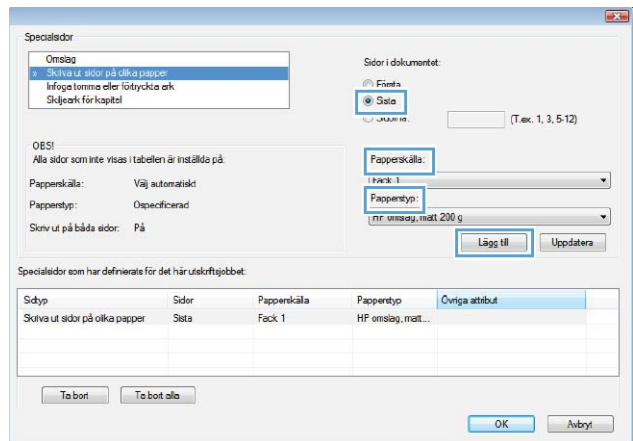 Specialsidor
Omslag
» Skriva ut sidor på olika papper
Infoga tomma eller förtryckta ark
Skiljeark för kapitel
Sidor i dokumentet:
Första
Sista
Sidorna:
(T.ex. 1, 3, 5-12)
OBS!
Alla sidor som inte visas i tabellen är inställda på:
Papperskälla: Välj automatiskt
Papperstyp: Ospecificerad
Skriv ut på båda sidor: På
Papperskälla:
Fack 1
Papperstyp:
HP omslag, matt 200 g
Lägg till Uppdatera
Specialsidor som har definierats för det här utskriftsjobbet:
Sidtyp Sidor Papperskälla Papperstyp Övriga attribut
Skriva ut sidor på olika papper Sista Fack 1 HP omslag, matt...
Ta bort Ta bort alla
OK Avbryt